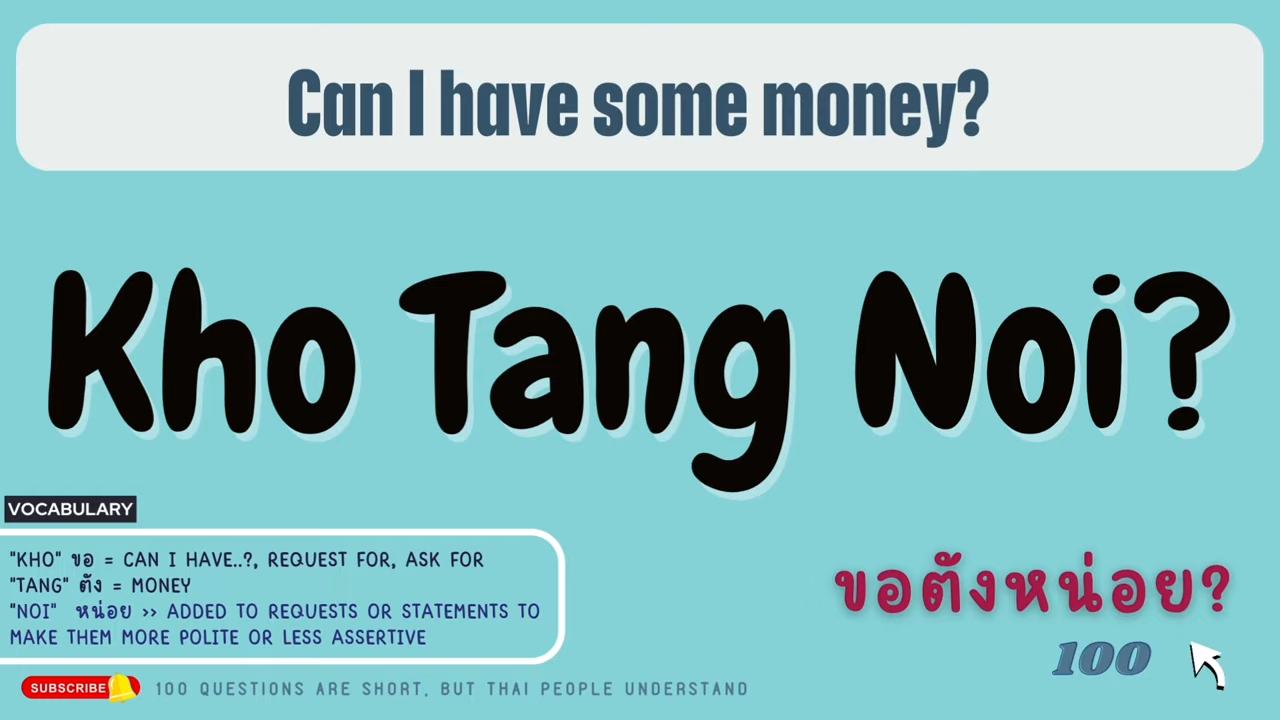 Can I have some money?
Kho Tang Noi?
VOCABULARY
"KHO" ขอ = CAN I HAVE..?, REQUEST FOR, ASK FOR
"TANG" ตัง = MONEY
"NOI" หน่อย >> ADDED TO REQUESTS OR STATEMENTS TO
MAKE THEM MORE POLITE OR LESS ASSERTIVE
ขอตังหน่อย?
100
SUBSCRIBE
100 QUESTIONS ARE SHORT, BUT THAI PEOPLE UNDERSTAND